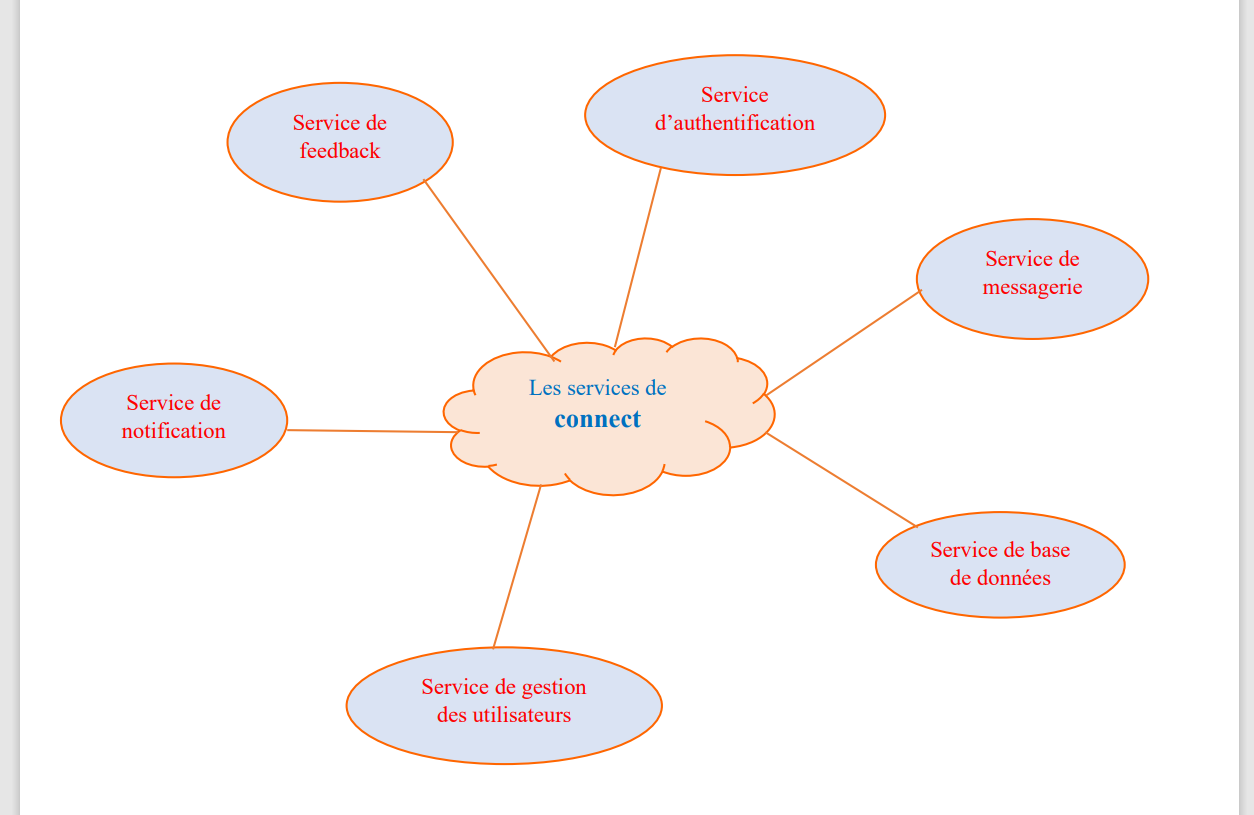 Service de
feedback
Service
d’authentification
Service de
messagerie
Les services de
connect
Service de
notification
Service de base
de données
Service de gestion
des utilisateurs